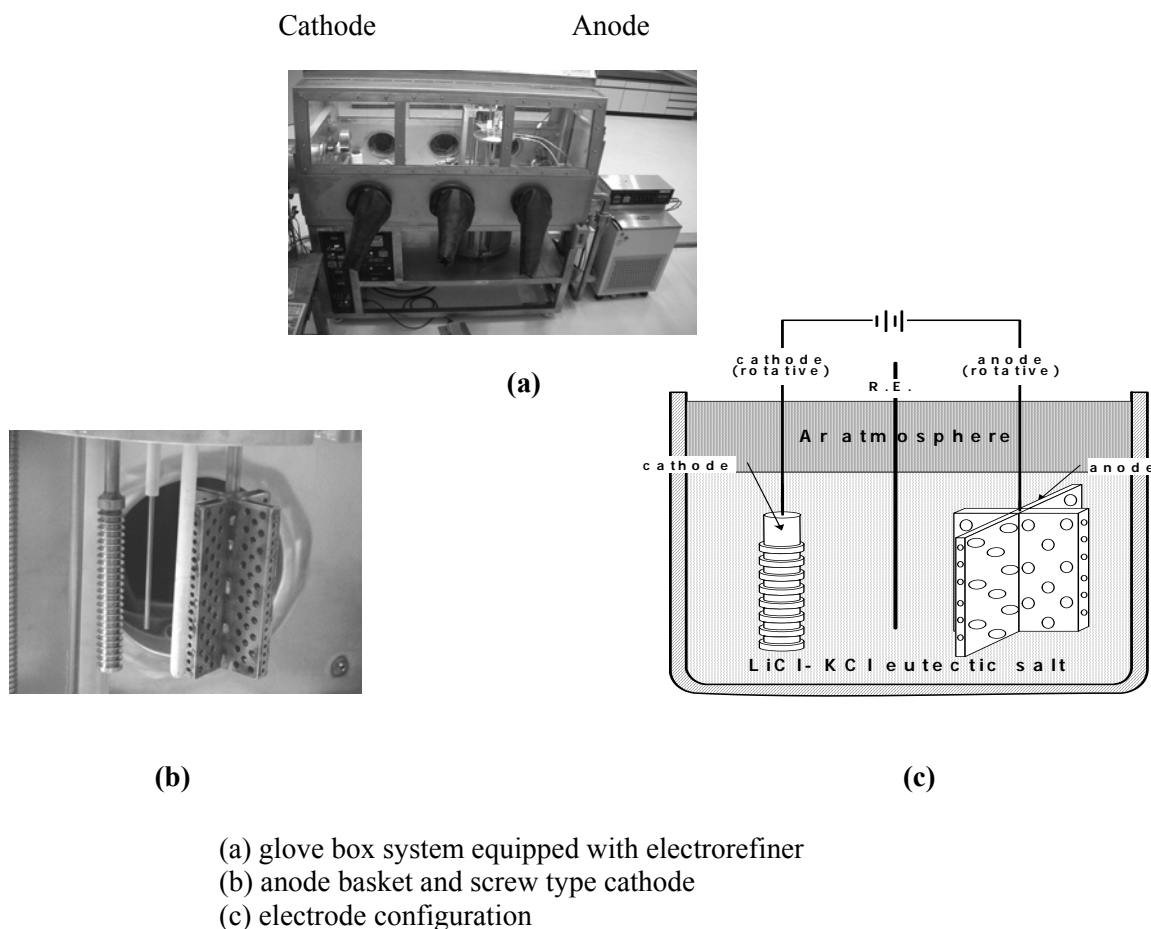 Cathode Anode
(a)
cathode
(rotative)
anode
(rotative)
R.E.
Ar atmosphere
cathode
anode
LiCl- KCl eutectic salt
(b)
(c)
(a) glove box system equipped with electrorefiner
(b) anode basket and screw type cathode
(c) electrode configuration